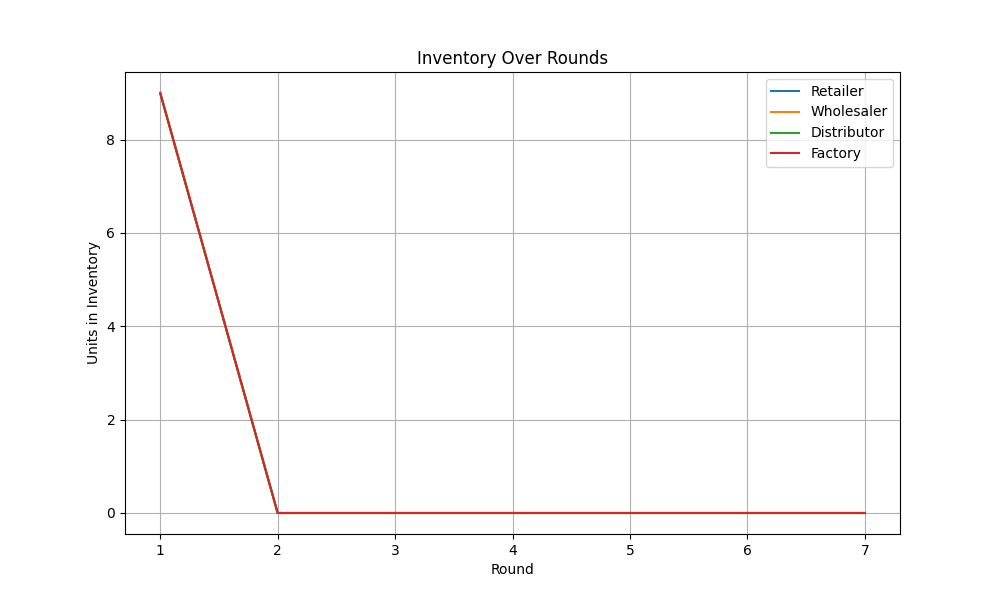 Inventory Over Rounds
Retailer
Wholesaler
Distributor
Factory
Units in Inventory
8
6
4
2
0
1 2 3 4 5 6 7
Round